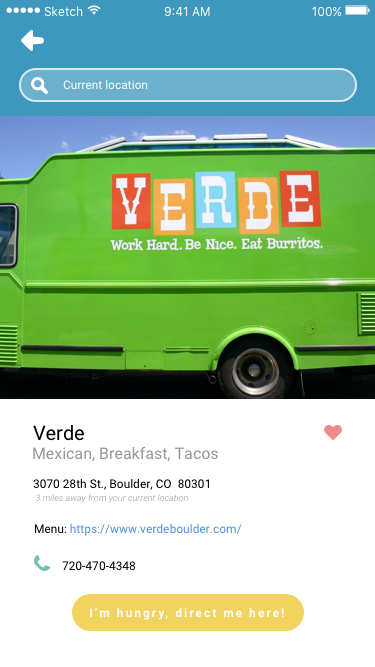 Sketch 9:41 AM 100%
Current location
VERDE
Work Hard. Be Nice. Eat Burritos.
Verde
Mexican, Breakfast, Tacos
3070 28th St., Boulder, CO 80301
.3 miles away from your current location
Menu: https://www.verdeboulder.com/
720-470-4348
I'm hungry, direct me here!